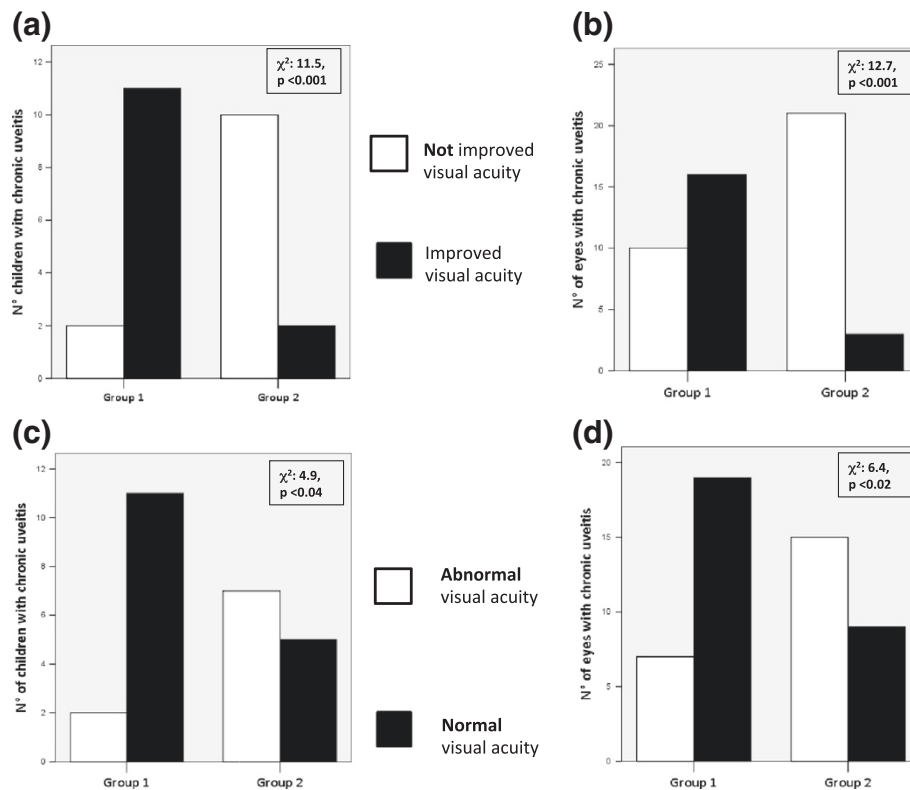 (a)
χ²: 11.5,
p <0.001
N° children witn chronic uveitis
12
10
8
6
4
2
0
Group 1
Group 2
Not improved
visual acuity
Improved
visual acuity
(b)
χ²: 12.7,
p <0.001
N° of eyes with chronic uveitis
25
20
15
10
5
0
Group 1
Group 2
(c)
χ²: 4.9,
p <0.04
N° of children with chronic uveitis
12
10
8
6
4
2
0
Group 1
Group 2
Abnormal
visual acuity
Normal
visual acuity
(d)
χ²: 6.4,
p <0.02
N° of eyes with chronic uveitis
20
15
10
5
0
Group 1
Group 2